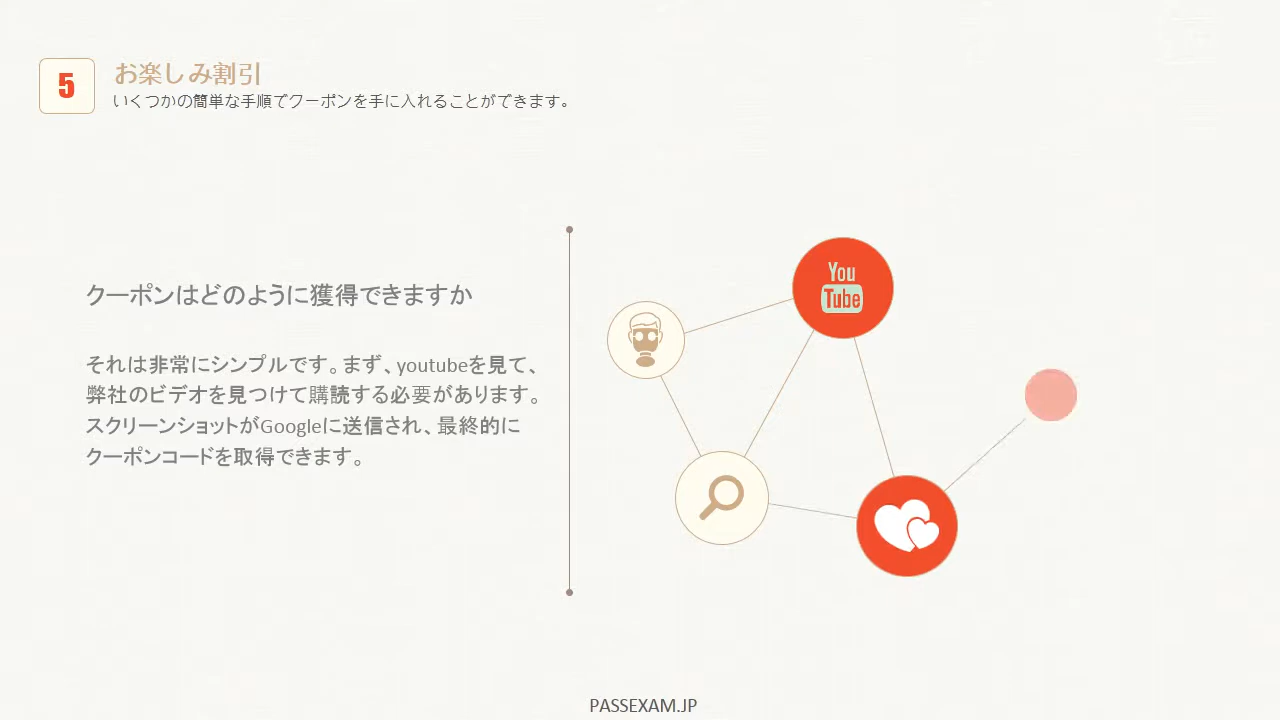 5
お楽しみ割引
いくつかの簡単な手順でクーポンを手に入れることができます。
クーポンはどのように獲得できますか
それは非常にシンプルです。まず、youtubeを見て、
弊社のビデオを見つけて購読する必要があります。
スクリーンショットがGoogleに送信され、最終的に
クーポンコードを取得できます。
You
Tube
PASSEXAM.JP